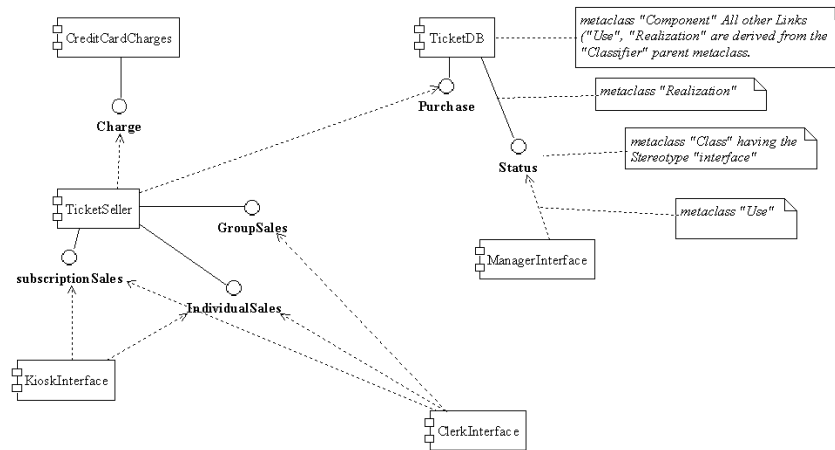 CreditCardCharges
TicketDB
metaclass "Component" All other Links
("Use", "Realization" are derived from the
"Classifier" parent metaclass.
Purchase
metaclass "Realization"
Charge
metaclass "Class" having the
Stereotype "interface"
Status
TicketSeller
GroupSales
metaclass "Use"
ManagerInterface
subscriptionSales
IndividualSales
KioskInterface
ClerkInterface